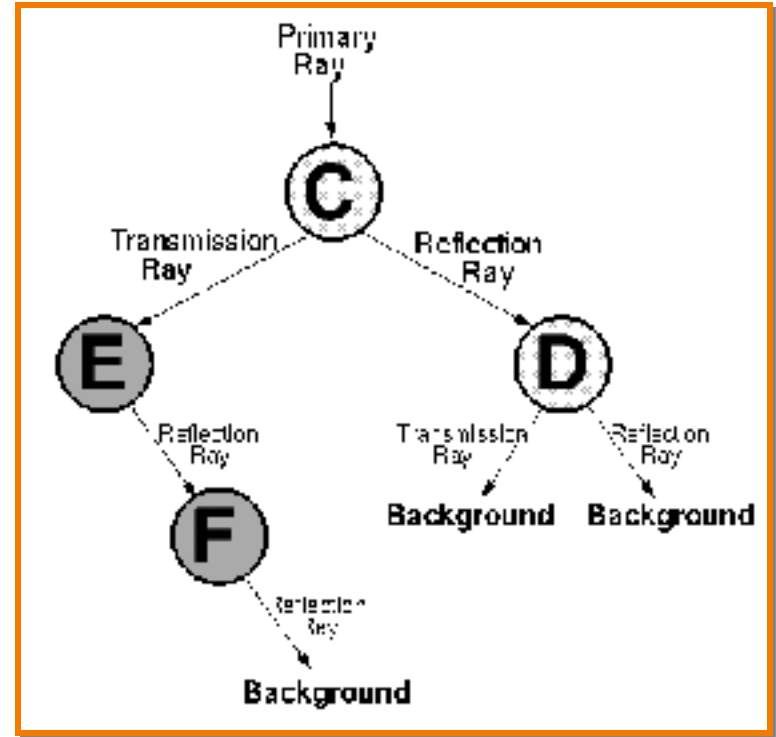 Primary
Ray
C
Transmission
Ray
Reflection
Ray
E
D
Reflection
Ray
Transmission
Ray
Reflection
Ray
Background
Background
F
Reflection
Ray
Background